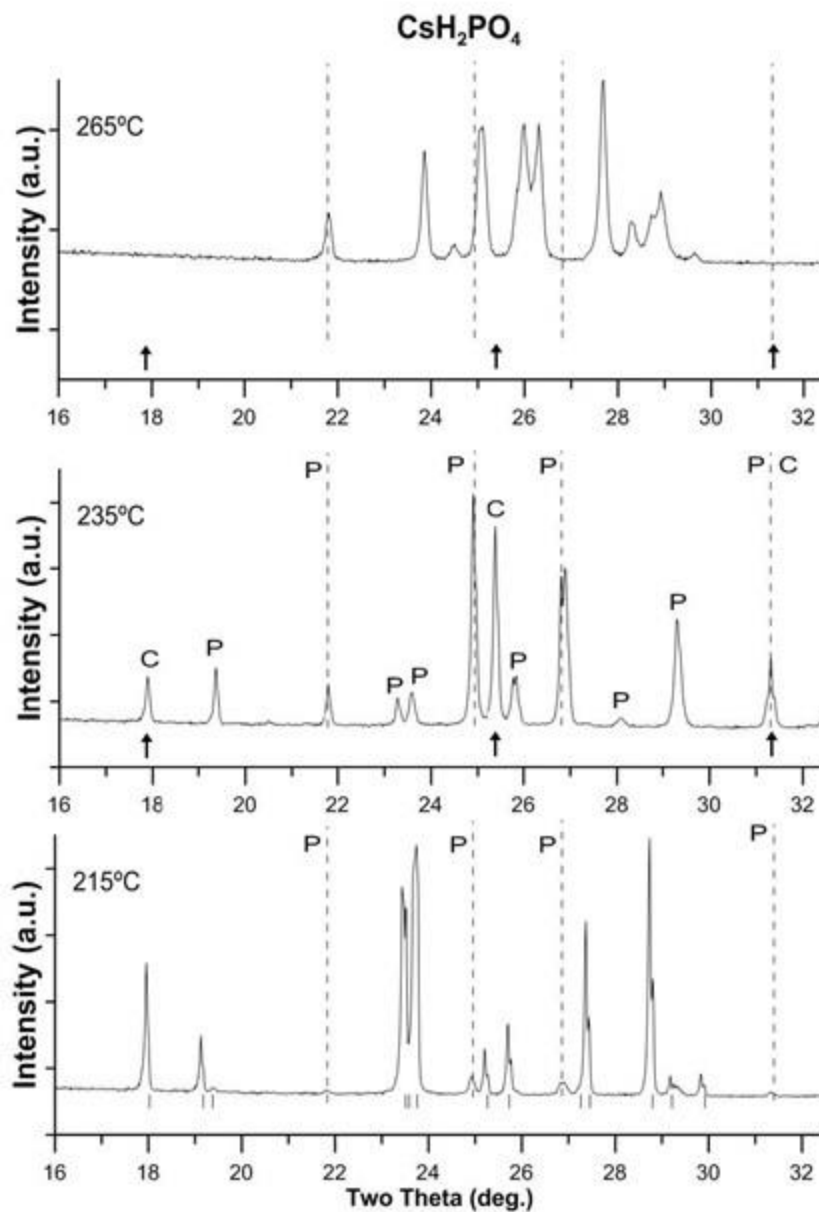 CsH₂PO₄
Intensity (a.u.)
265ºC
16 18 20 22 24 26 28 30 32
Intensity (a.u.)
235ºC
P P P P C
C
C P P P P P P
16 18 20 22 24 26 28 30 32
Intensity (a.u.)
215ºC
P P P P
16 18 20 22 24 26 28 30 32
Two Theta (deg.)